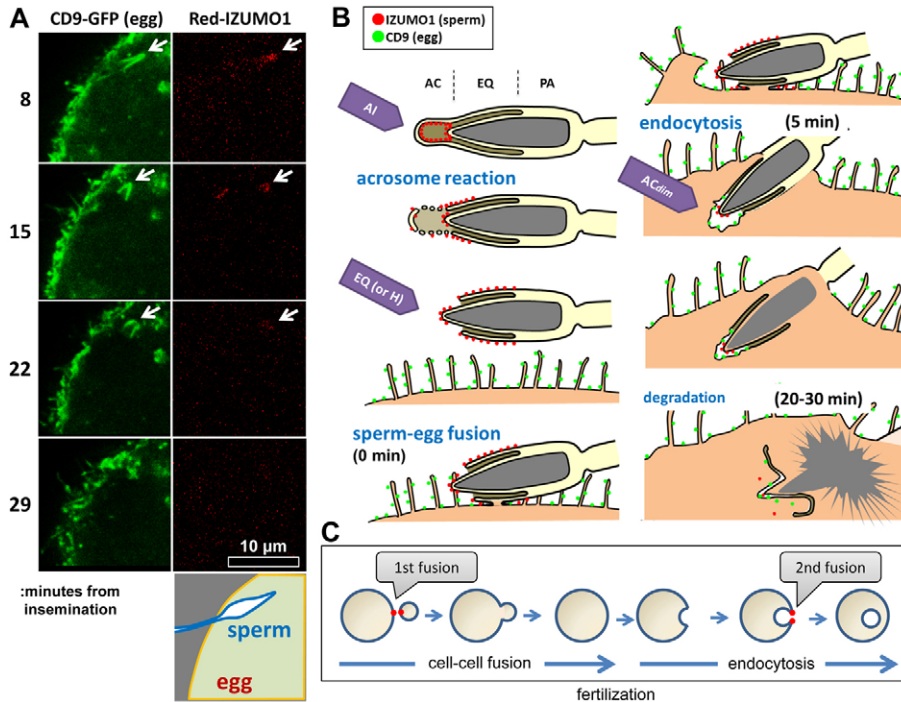 A
CD9-GFP (egg)
Red-IZUMO1
8
15
22
29
10 µm
:minutes from
insemination
sperm
egg
B
IZUMO1 (sperm)
CD9 (egg)
AC
EQ
PA
AI
acrosome reaction
EQ (or H)
sperm-egg fusion
(0 min)
endocytosis
(5 min)
ACdim
degradation
(20-30 min)
C
1st fusion
2nd fusion
cell-cell fusion
endocytosis
fertilization